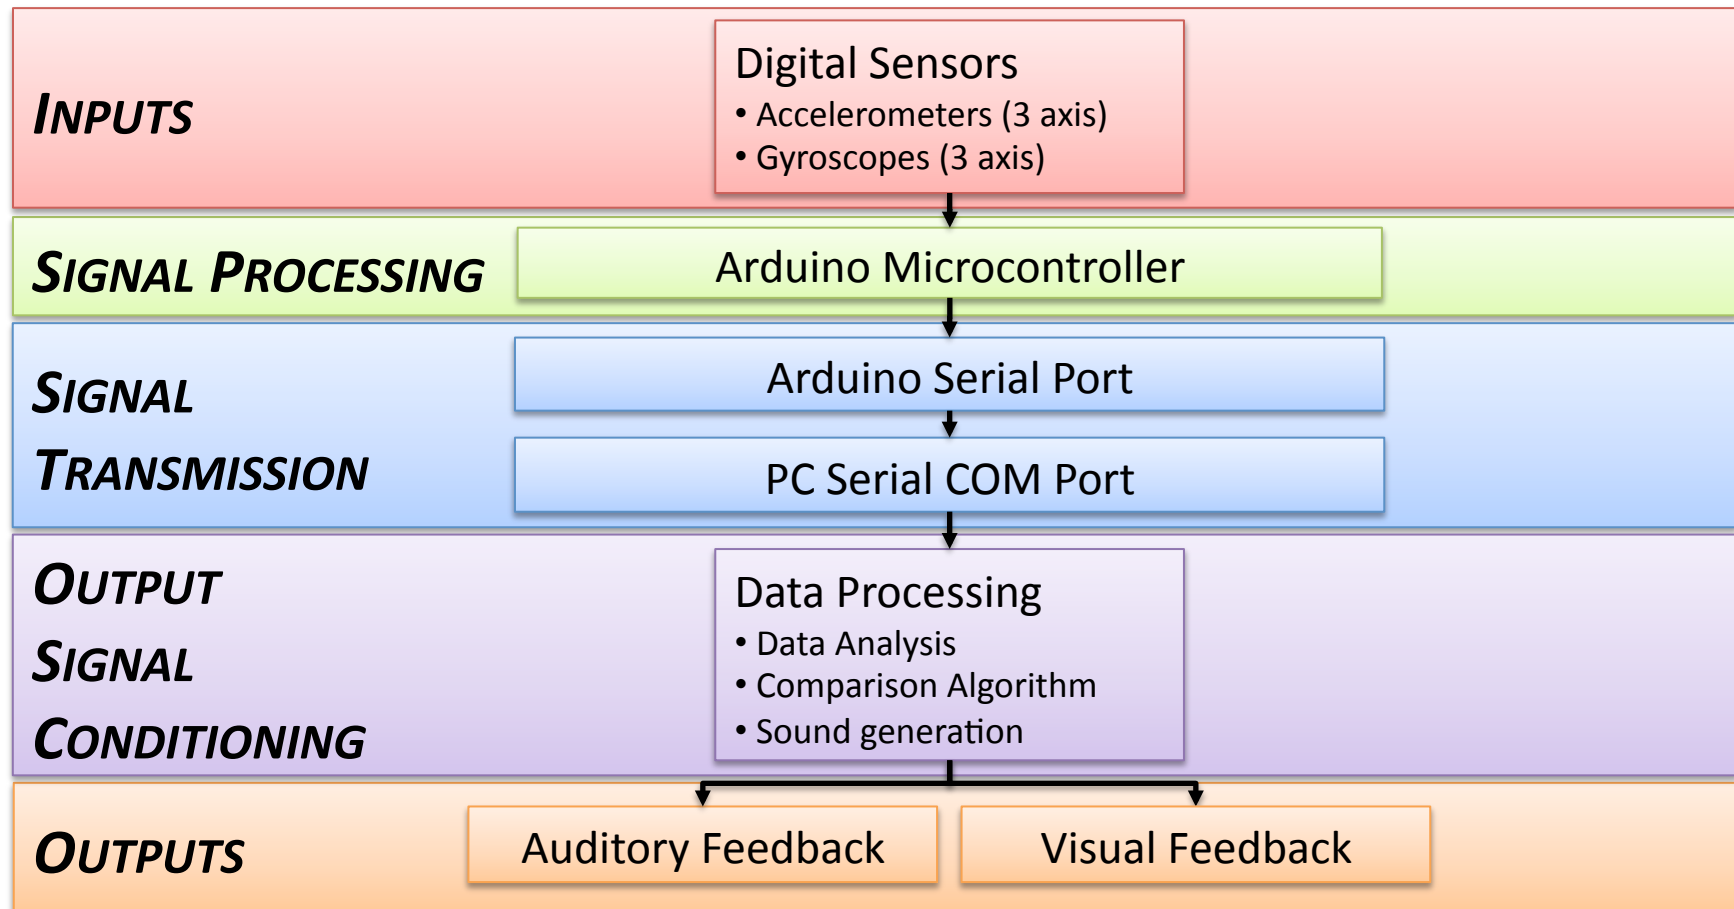 INPUTS
Digital Sensors
• Accelerometers (3 axis)
• Gyroscopes (3 axis)
SIGNAL PROCESSING
Arduino Microcontroller
SIGNAL
TRANSMISSION
Arduino Serial Port
PC Serial COM Port
OUTPUT
SIGNAL
CONDITIONING
Data Processing
• Data Analysis
• Comparison Algorithm
• Sound generation
OUTPUTS
Auditory Feedback
Visual Feedback